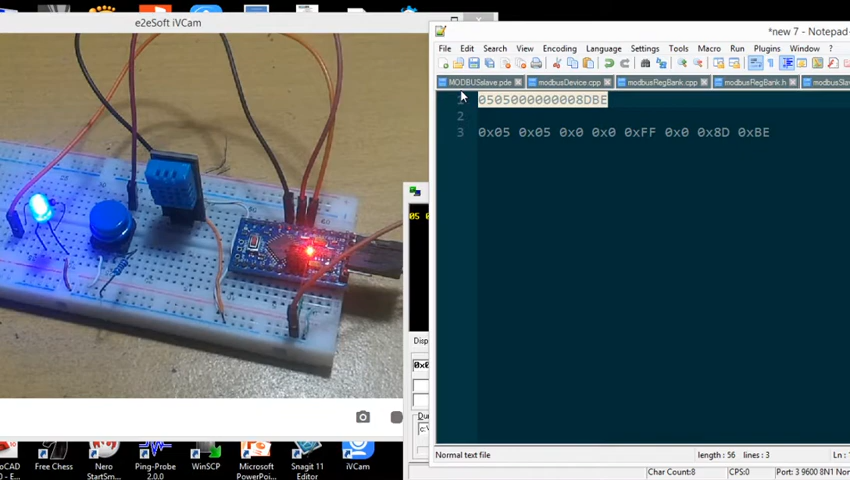 e2eSoft iVCam
*new 7 - Notepad
File Edit Search View Encoding Language Settings Tools Macro Run Plugins Window ?
MODBUSlave.pde modbusDevice.cpp modbusRegBank.cpp modbusRegBank.h
1 050500000008DBE
2
3 0x05 0x05 0x0 0x0 0xFF 0x0 0x8D 0xBE
05
Disp
Normal text file length : 56 lines : 3
Char Count:8 CPS:0 Port: 3 9600 8N1
Free Chess
Nero StartSm...
Ping-Probe 2.0.0
WinSCP
Microsoft PowerPoi...
Snagit 11 Editor
iVCam